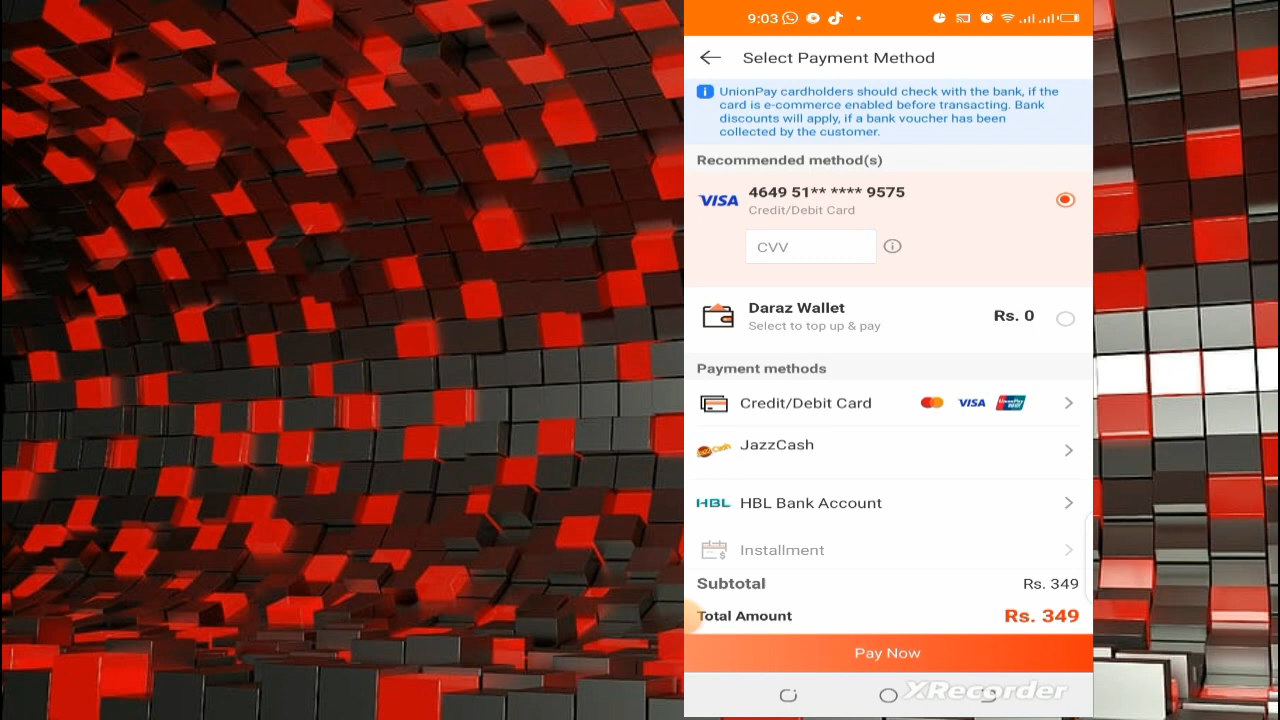 9:03
Select Payment Method
UnionPay cardholders should check with the bank, if the
card is e-commerce enabled before transacting. Bank
discounts will apply, if a bank voucher has been
collected by the customer.
Recommended method(s)
VISA 4649 51** **** 9575
Credit/Debit Card
CVV
Daraz Wallet Rs. 0
Select to top up & pay
Payment methods
Credit/Debit Card VISA UnionPay
JazzCash
HBL HBL Bank Account
Installment
Subtotal Rs. 349
Total Amount Rs. 349
Pay Now
XRecorder